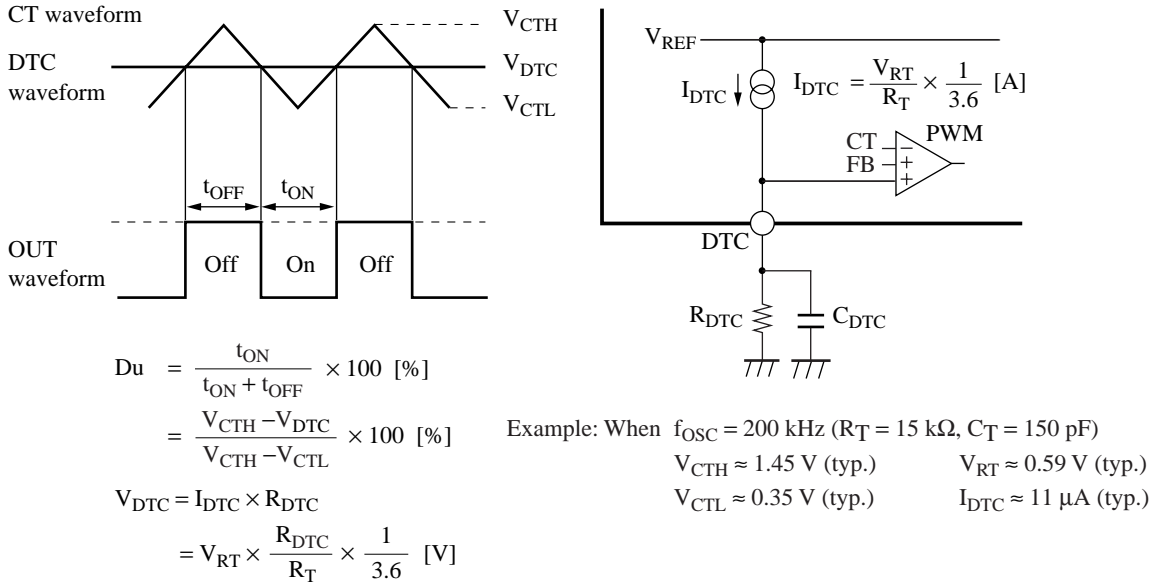 CT waveform
V_CTH
DTC
waveform
V_DTC
V_CTL
t_OFF
t_ON
OUT
waveform
Off
On
Off
Du = t_ON / (t_ON + t_OFF) × 100 [%]
= (V_CTH – V_DTC) / (V_CTH – V_CTL) × 100 [%]
V_DTC = I_DTC × R_DTC
= V_RT × R_DTC / R_T × 1 / 3.6 [V]
V_REF
I_DTC
I_DTC = V_RT / R_T × 1 / 3.6 [A]
PWM
CT
FB
−
+
+
DTC
R_DTC
C_DTC
Example: When f_OSC = 200 kHz (R_T = 15 kΩ, C_T = 150 pF)
V_CTH ≈ 1.45 V (typ.) V_RT ≈ 0.59 V (typ.)
V_CTL ≈ 0.35 V (typ.) I_DTC ≈ 11 µA (typ.)